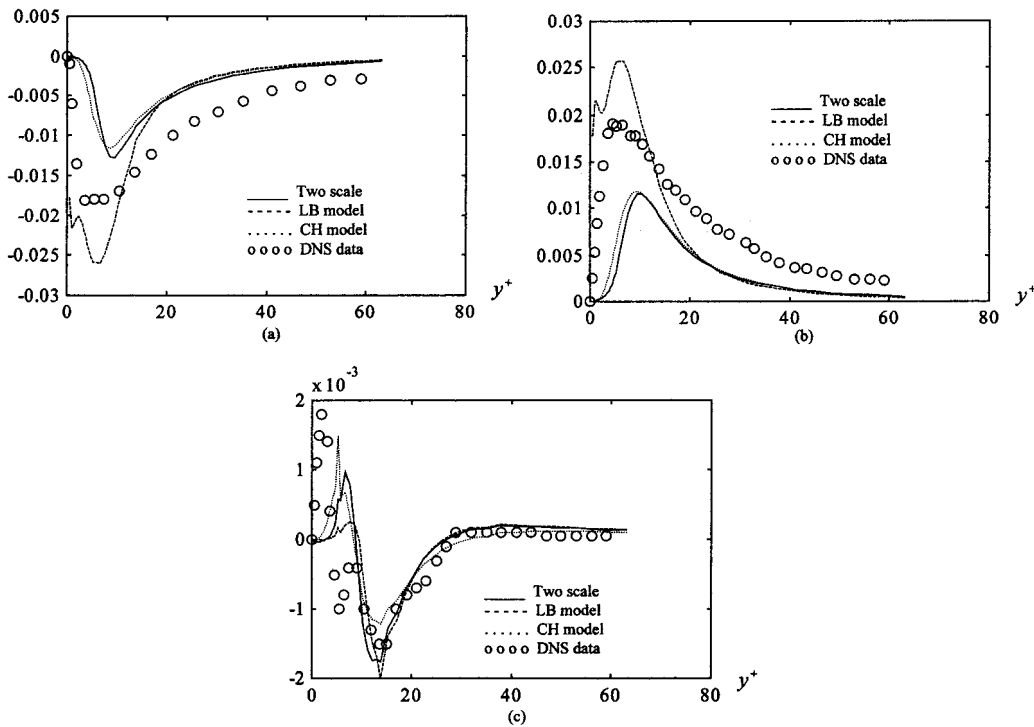 0.005
0
-0.005
-0.01
-0.015
-0.02
-0.025
-0.03
Two scale
LB model
CH model
DNS data
0 20 40 60 80
y+
(a)
0.03
0.025
0.02
0.015
0.01
0.005
0
Two scale
LB model
CH model
DNS data
0 20 40 60 80
y+
(b)
x 10-3
2
1
0
-1
-2
Two scale
LB model
CH model
DNS data
0 20 40 60 80
y+
(c)